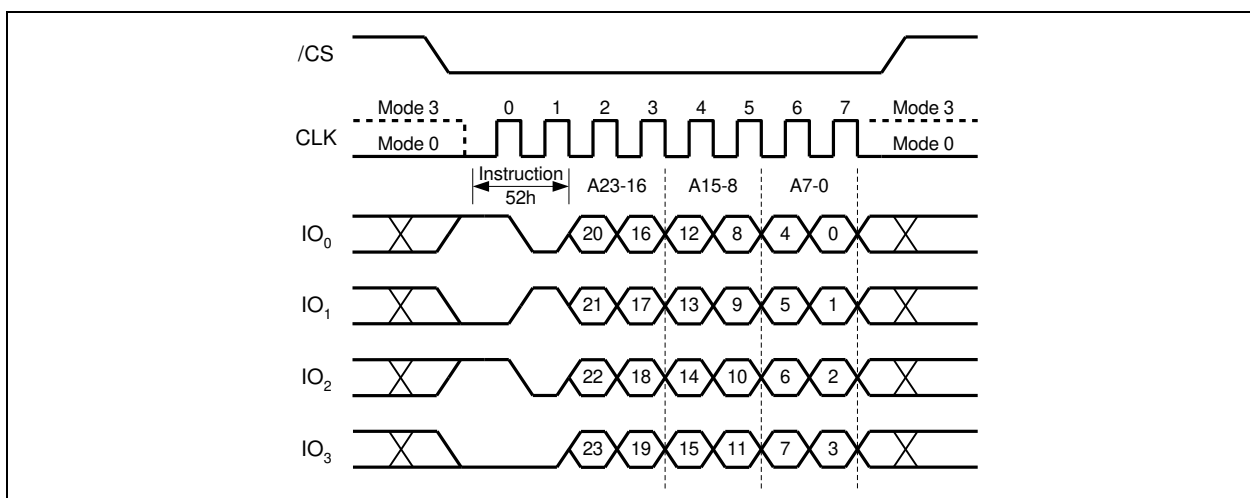 /CS
Mode 3 0 1 2 3 4 5 6 7 Mode 3
CLK
Mode 0 Mode 0
Instruction
52h
A23-16 A15-8 A7-0
IO0 20 16 12 8 4 0
IO1 21 17 13 9 5 1
IO2 22 18 14 10 6 2
IO3 23 19 15 11 7 3